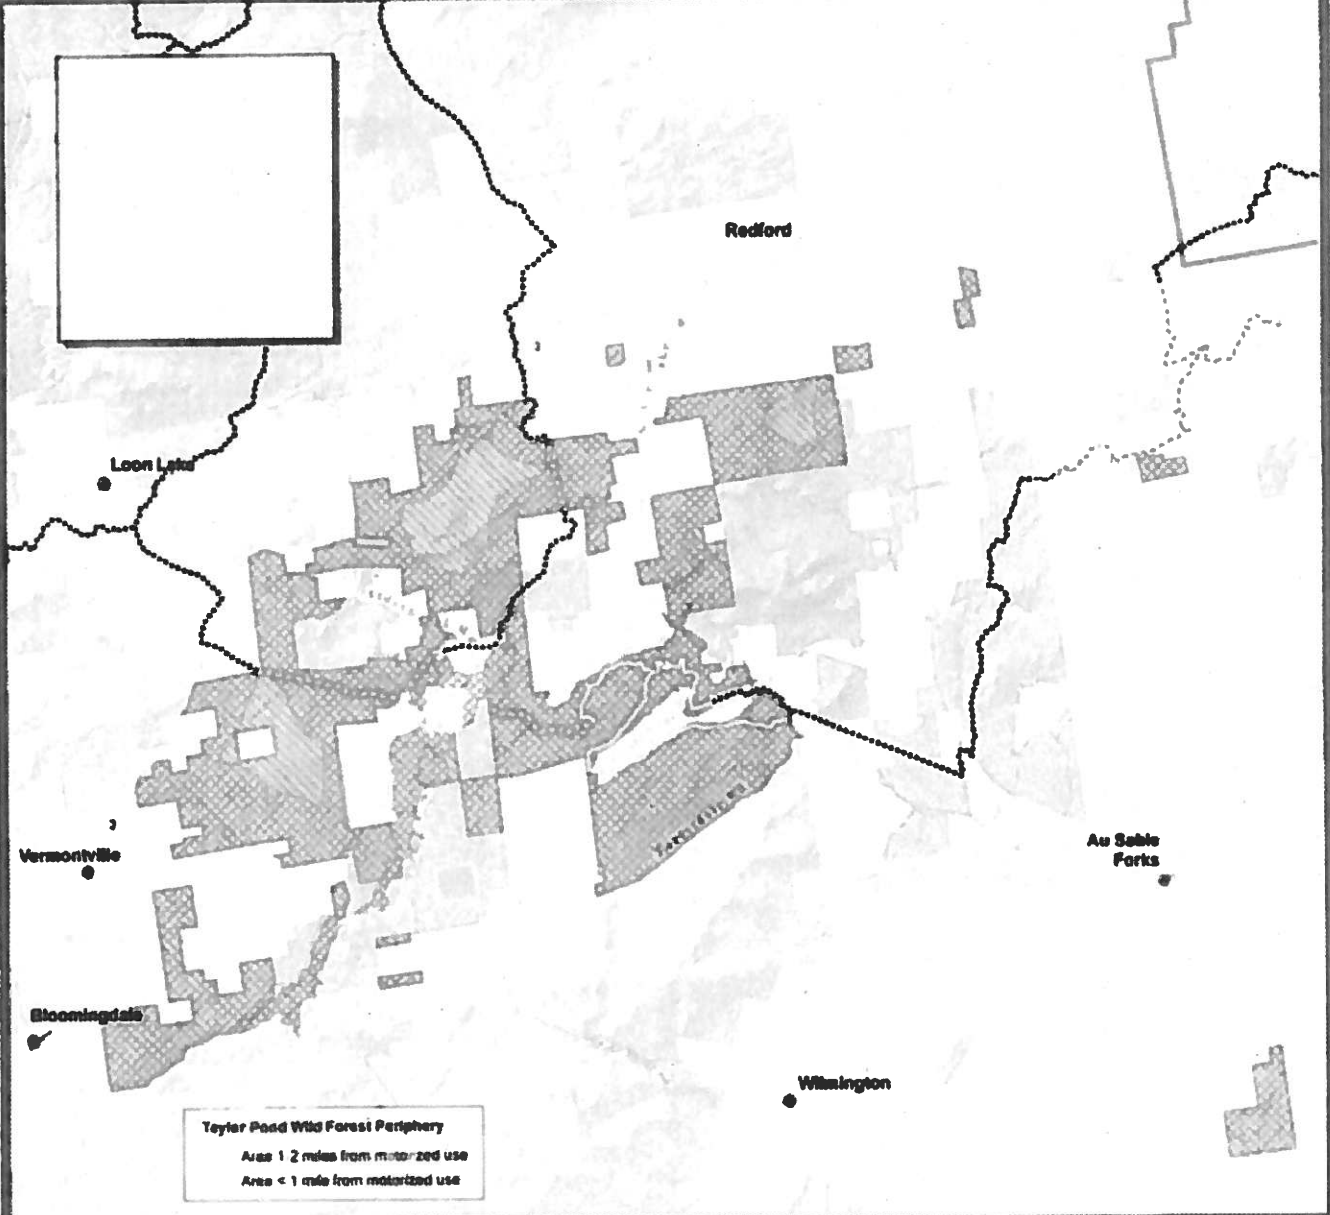 Redford
Loon Lake
Vermontville
Au Sable
Forks
Bloomingdale
Wilmington
Taylor Pond Wild Forest Periphery
Area 1 2 miles from motorized use
Area < 1 mile from motorized use